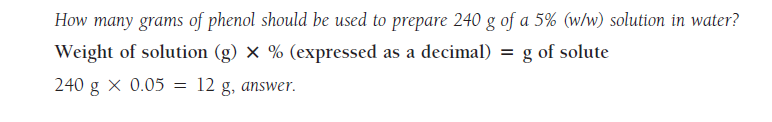 How many grams of phenol should be used to prepare 240 g of a 5% (w/w) solution in water?
Weight of solution (g) × % (expressed as a decimal) = g of solute
240 g × 0.05 = 12 g, answer.